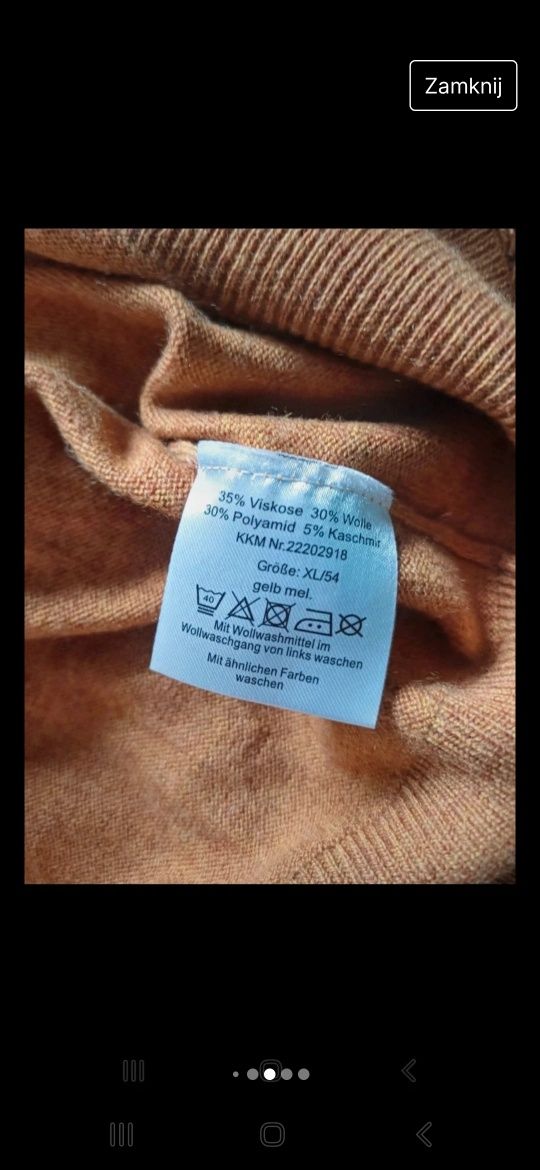 Zamknij
35% Viskose 30% Wolle
30% Polyamid 5% Kaschmir
KKM Nr.22202918
Größe: XL/54
gelb mel.
40
Mit Wollwashmittel im
Wollwaschgang von links waschen
Mit ähnlichen Farben
waschen